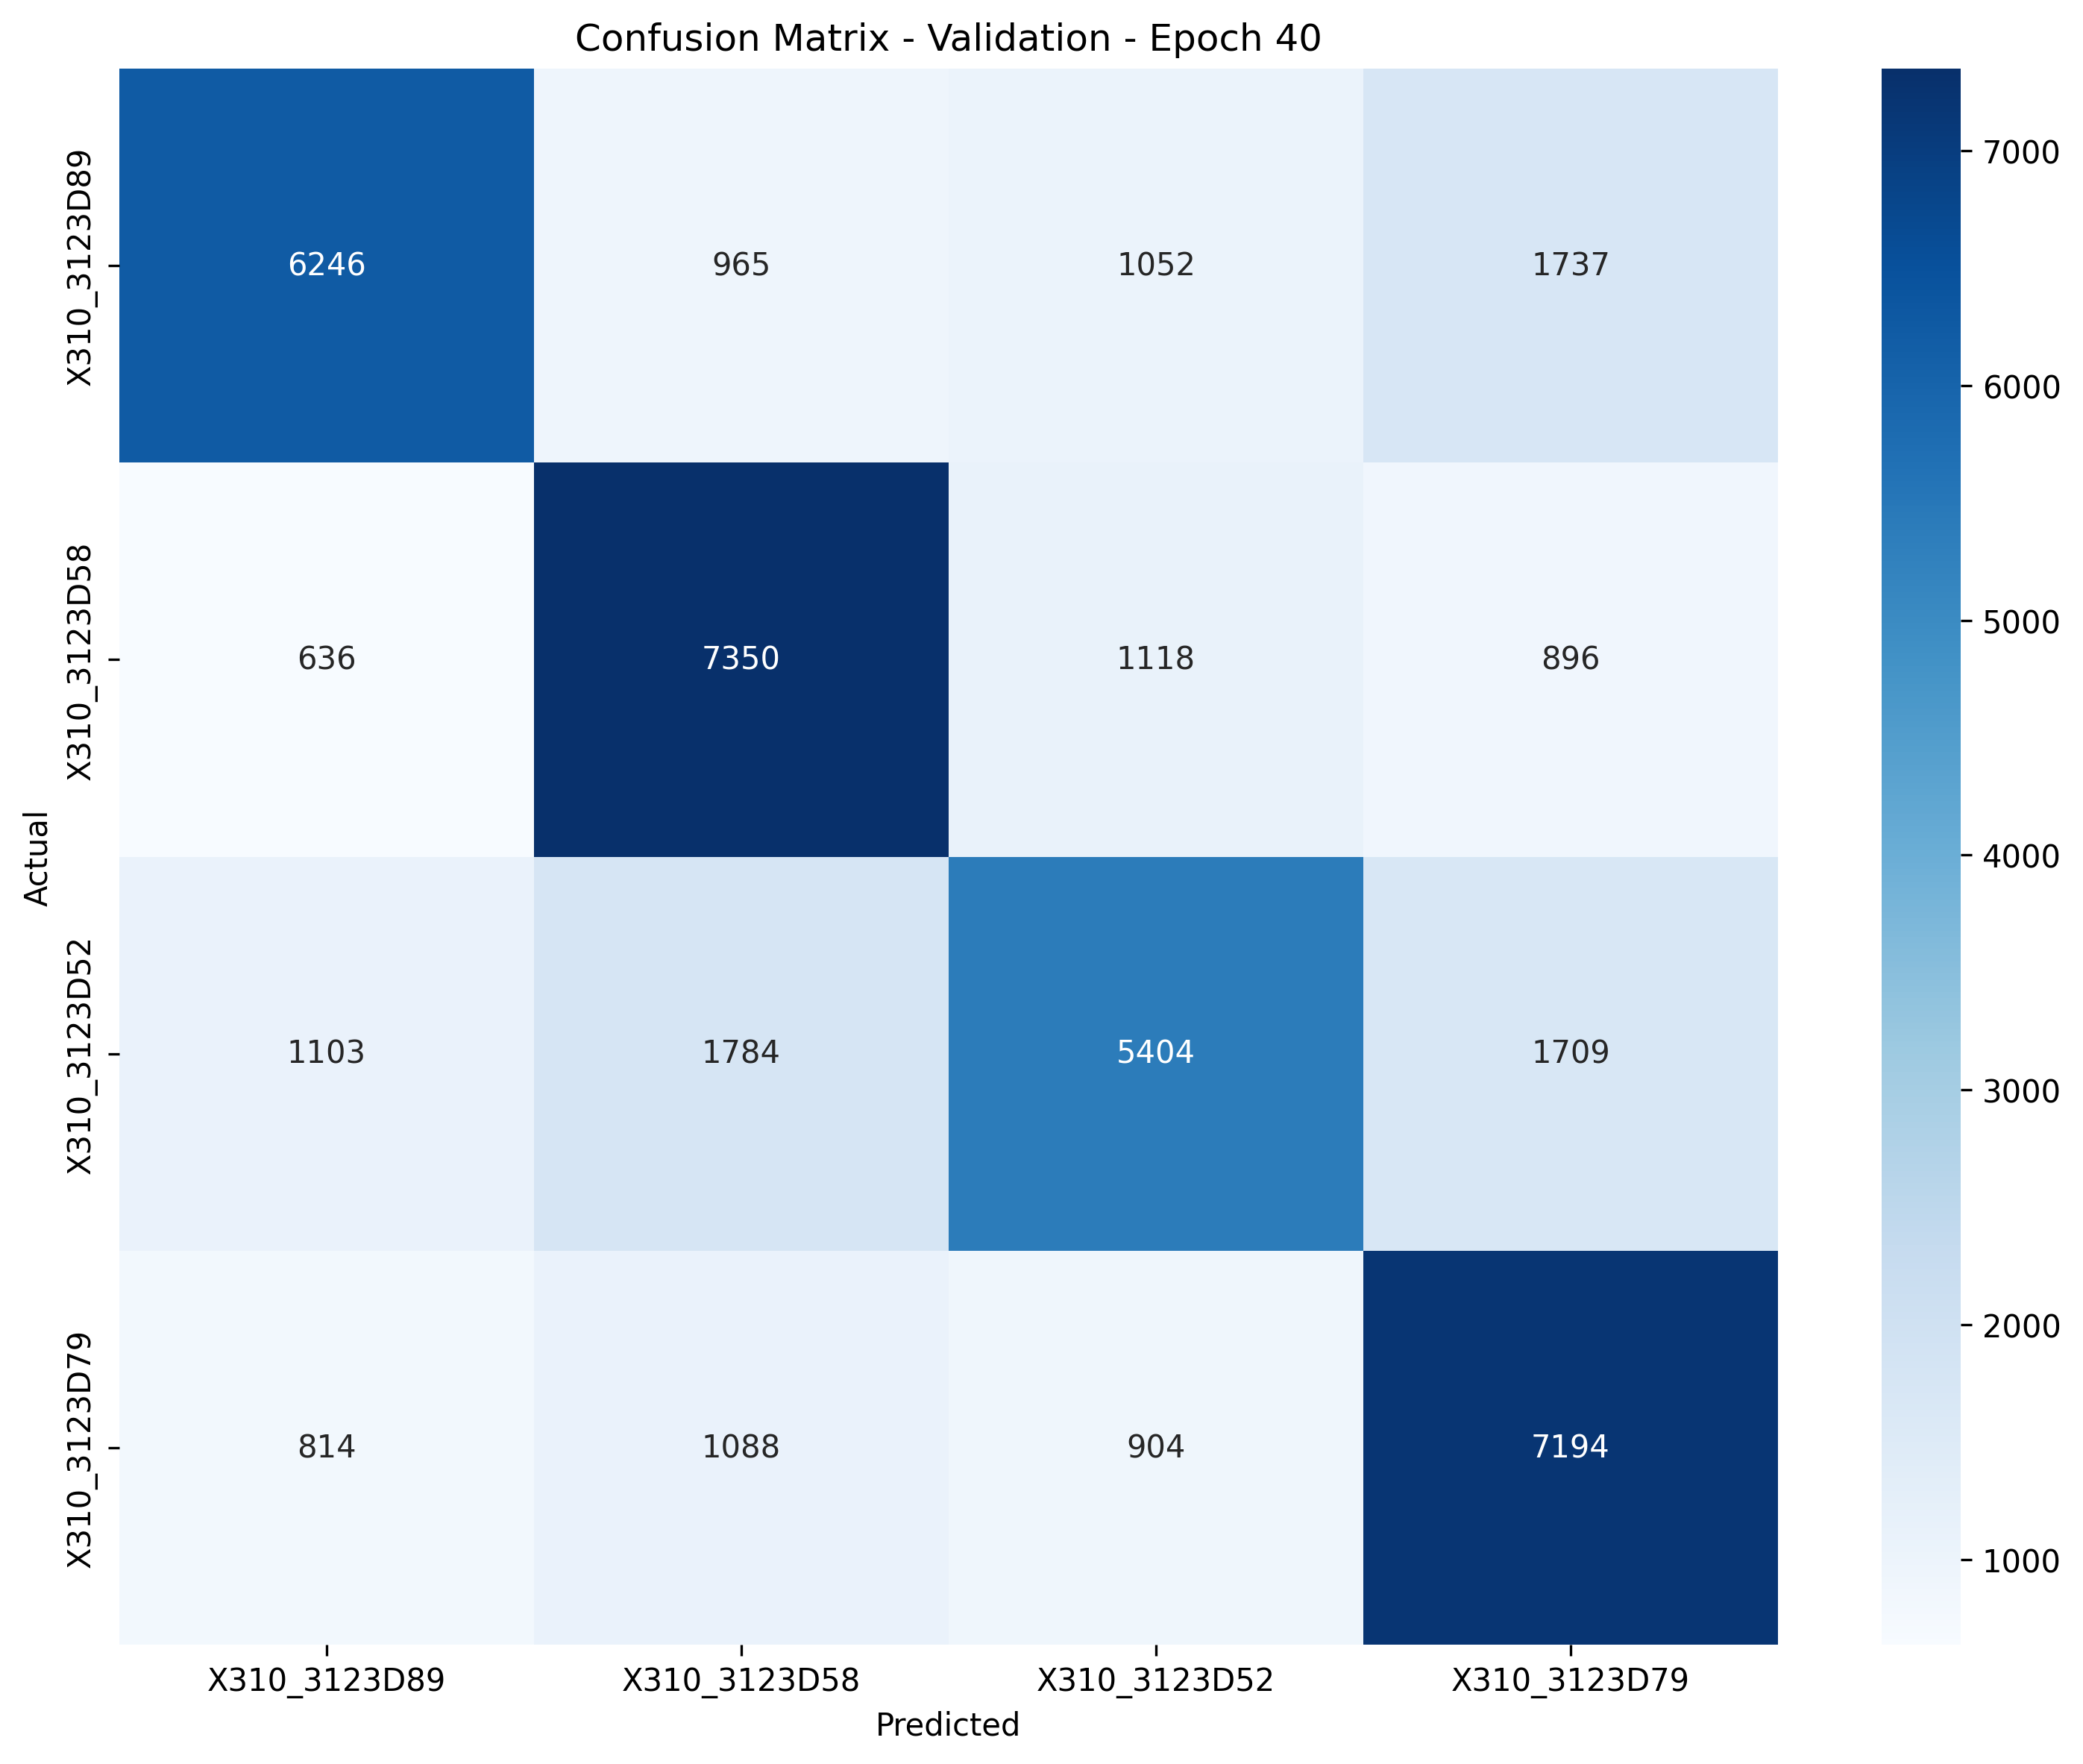 Confusion Matrix - Validation - Epoch 40
Actual
X310_3123D89
6246 965 1052 1737
X310_3123D58
636 7350 1118 896
X310_3123D52
1103 1784 5404 1709
X310_3123D79
814 1088 904 7194
X310_3123D89 X310_3123D58 X310_3123D52 X310_3123D79
Predicted
7000
6000
5000
4000
3000
2000
1000